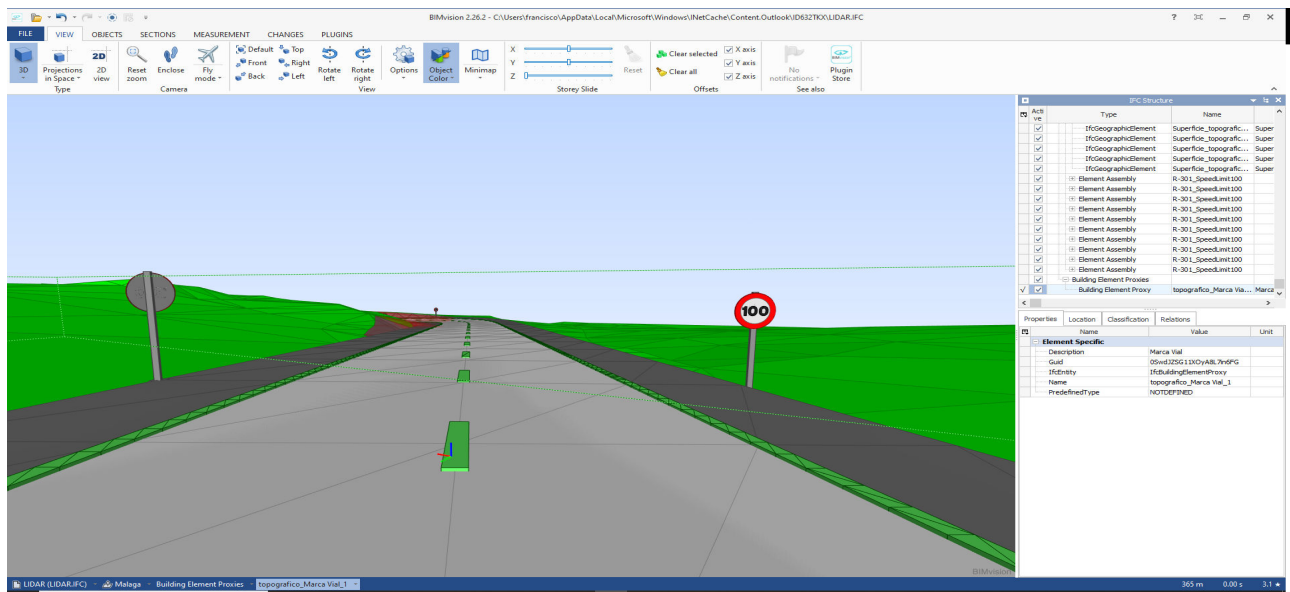 BIMvision 2.26.2 - C:\Users\francisco\AppData\Local\Microsoft\Windows\INetCache\Content.Outlook\ID632TKX\LIDAR.IFC
FILE VIEW OBJECTS SECTIONS MEASUREMENT CHANGES PLUGINS
3D
Projections in Space
2D
2D view
Type
Reset zoom
Enclose
Fly mode
Camera
Default Top
Front Right
Back Left
Rotate left
Rotate right
Options
Object Color
Minimap
View
X
Y
Z
Reset
Storey Slide
Clear selected
Clear all
X axis
Y axis
Z axis
Offsets
No notifications
BIM
Plugin Store
See also
100
BIMvision
IFC Structure
Active Type Name
IfcGeographicElement Superficie_topografic... Super
IfcGeographicElement Superficie_topografic... Super
IfcGeographicElement Superficie_topografic... Super
IfcGeographicElement Superficie_topografic... Super
IfcGeographicElement Superficie_topografic... Super
Element Assembly R-301_SpeedLimit100
Element Assembly R-301_SpeedLimit100
Element Assembly R-301_SpeedLimit100
Element Assembly R-301_SpeedLimit100
Element Assembly R-301_SpeedLimit100
Element Assembly R-301_SpeedLimit100
Element Assembly R-301_SpeedLimit100
Element Assembly R-301_SpeedLimit100
Element Assembly R-301_SpeedLimit100
Element Assembly R-301_SpeedLimit100
Building Element Proxies
Building Element Proxy topografico_Marca Via... Marca
Properties Location Classification Relations
Name Value Unit
Element Specific
Description Marca Vial
Guid
IfcEntity IfcBuildingElementProxy
Name topografico_Marca Vial_1
PredefinedType NOTDEFINED
LIDAR (LIDAR.IFC) Malaga Building Element Proxies topografico_Marca Vial_1
365 m 0.00 s 3.1